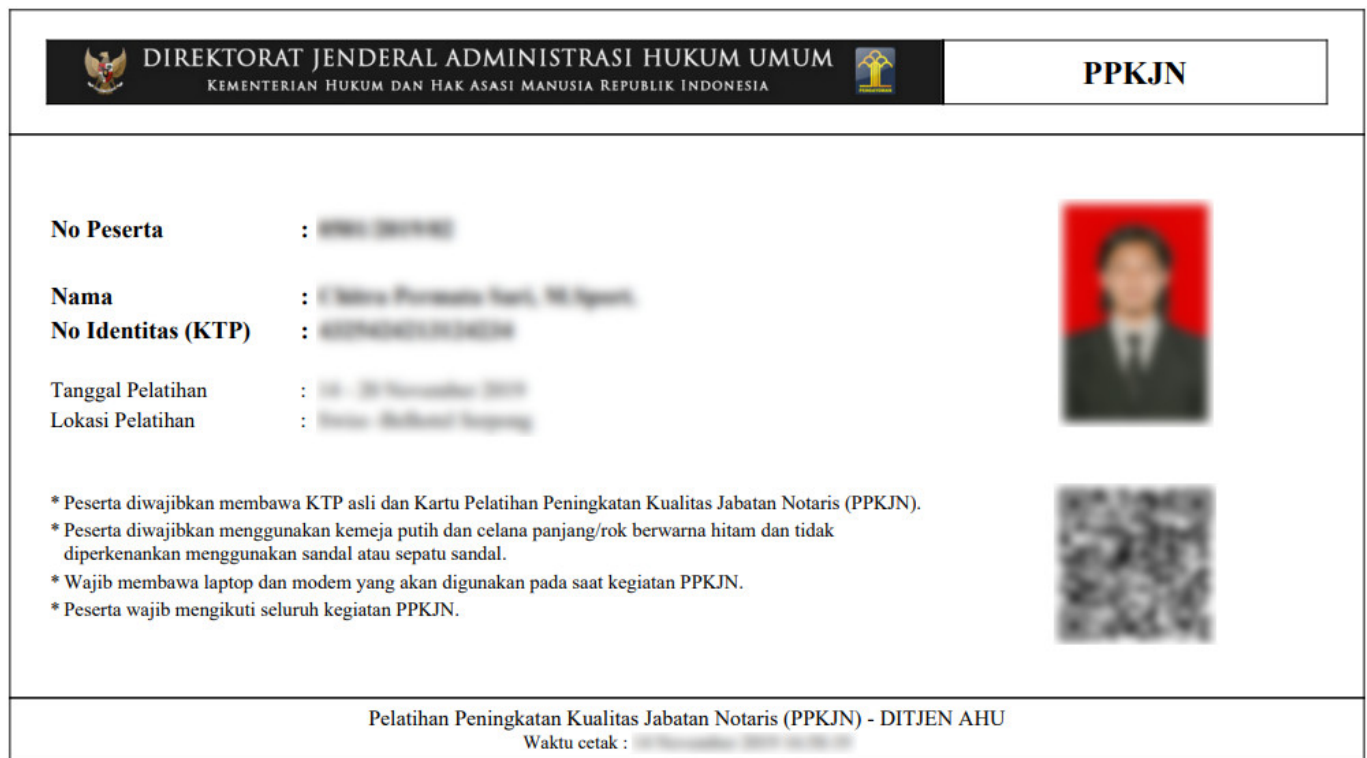 DIREKTORAT JENDERAL ADMINISTRASI HUKUM UMUM
KEMENTERIAN HUKUM DAN HAK ASASI MANUSIA REPUBLIK INDONESIA
PPKJN
No Peserta :
Nama :
No Identitas (KTP) :
Tanggal Pelatihan :
Lokasi Pelatihan :
* Peserta diwajibkan membawa KTP asli dan Kartu Pelatihan Peningkatan Kualitas Jabatan Notaris (PPKJN).
* Peserta diwajibkan menggunakan kemeja putih dan celana panjang/rok berwarna hitam dan tidak
diperkenankan menggunakan sandal atau sepatu sandal.
* Wajib membawa laptop dan modem yang akan digunakan pada saat kegiatan PPKJN.
* Peserta wajib mengikuti seluruh kegiatan PPKJN.
Pelatihan Peningkatan Kualitas Jabatan Notaris (PPKJN) - DITJEN AHU
Waktu cetak :